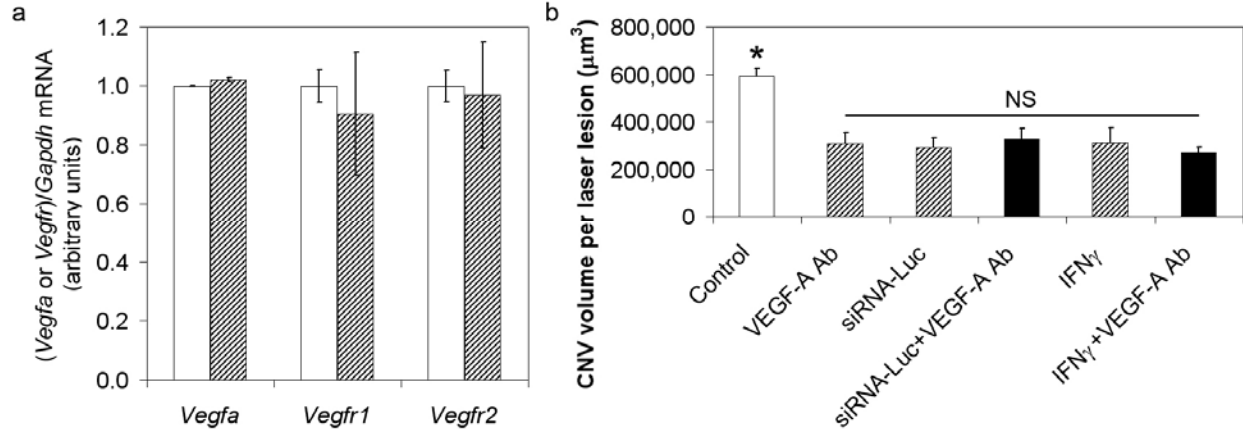 a
(Vegfa or Vegfr)/Gapdh mRNA
(arbitrary units)
1.2
1.0
0.8
0.6
0.4
0.2
0.0
Vegfa
Vegfr1
Vegfr2
b
CNV volume per laser lesion (μm³)
800,000
600,000
400,000
200,000
0
*
NS
Control
VEGF-A Ab
siRNA-Luc
siRNA-Luc+VEGF-A Ab
IFNγ
IFNγ+VEGF-A Ab